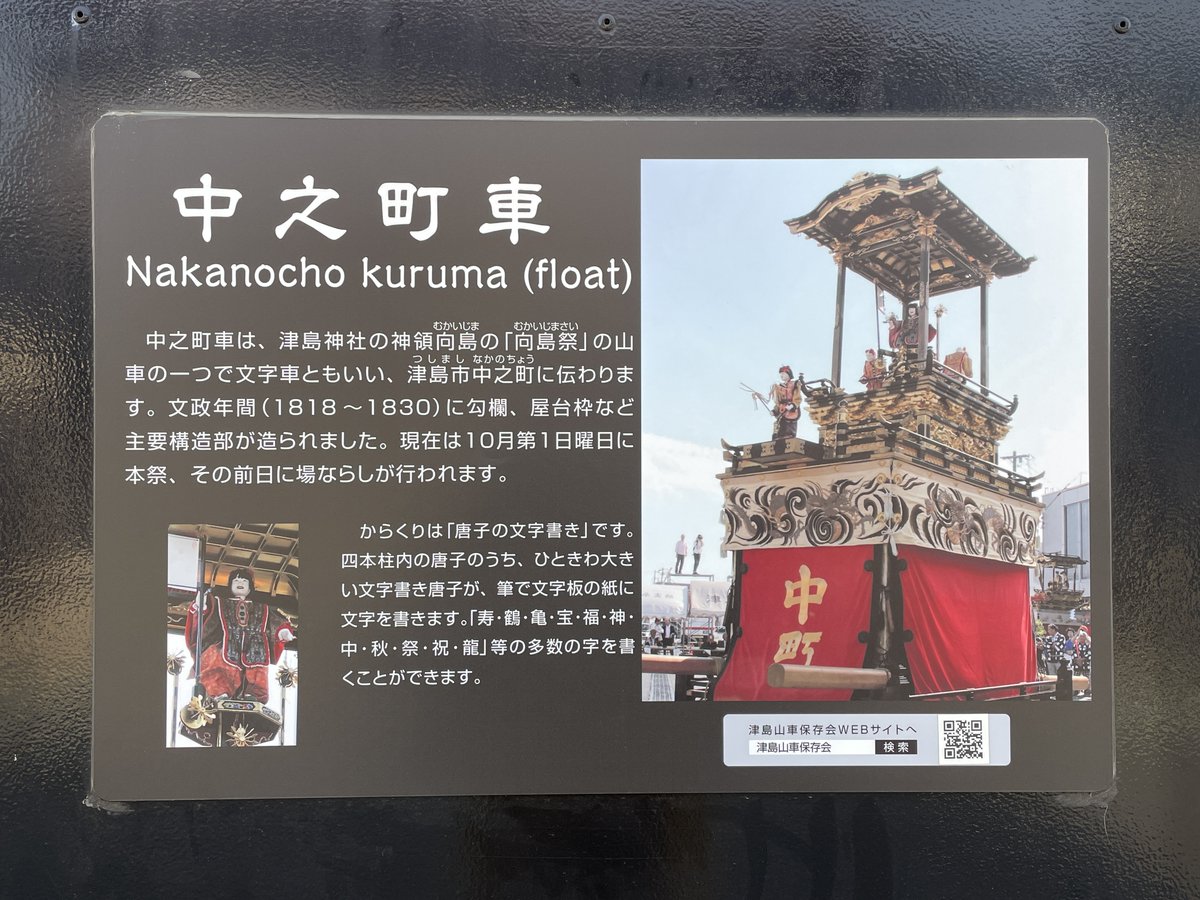 中之町車
Nakanocho kuruma (float)
むかいじま むかいじまさい
中之町車は、津島神社の神領向島の「向島祭」の山
つしまし なかのちょう
車の一つで文字車ともいい、津島市中之町に伝わりま
す。文政年間(1818～1830)に勾欄、屋台枠など
主要構造部が造られました。現在は10月第1日曜日に
本祭、その前日に場ならしが行われます。
からくりは「唐子の文字書き」です。
四本柱内の唐子のうち、ひときわ大き
い文字書き唐子が、筆で文字板の紙に
文字を書きます。「寿・鶴・亀・宝・福・神・
中・秋・祭・祝・龍」等の多数の字を書
くことができます。
中
町
津島山車保存会WEBサイトへ
津島山車保存会 検索